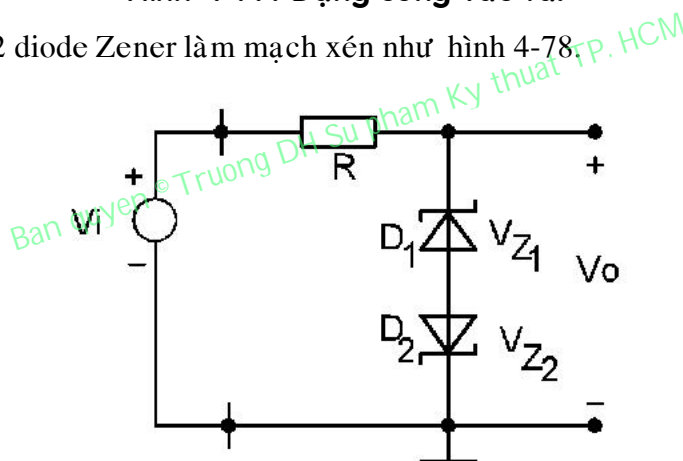 2 diode Zener làm mạch xén như hình 4-78.
Ban quyen © Truong DH Su pham Ky thuat TP. HCM
R
+
+
Vi
D1
VZ1
Vo
–
D2
VZ2
–